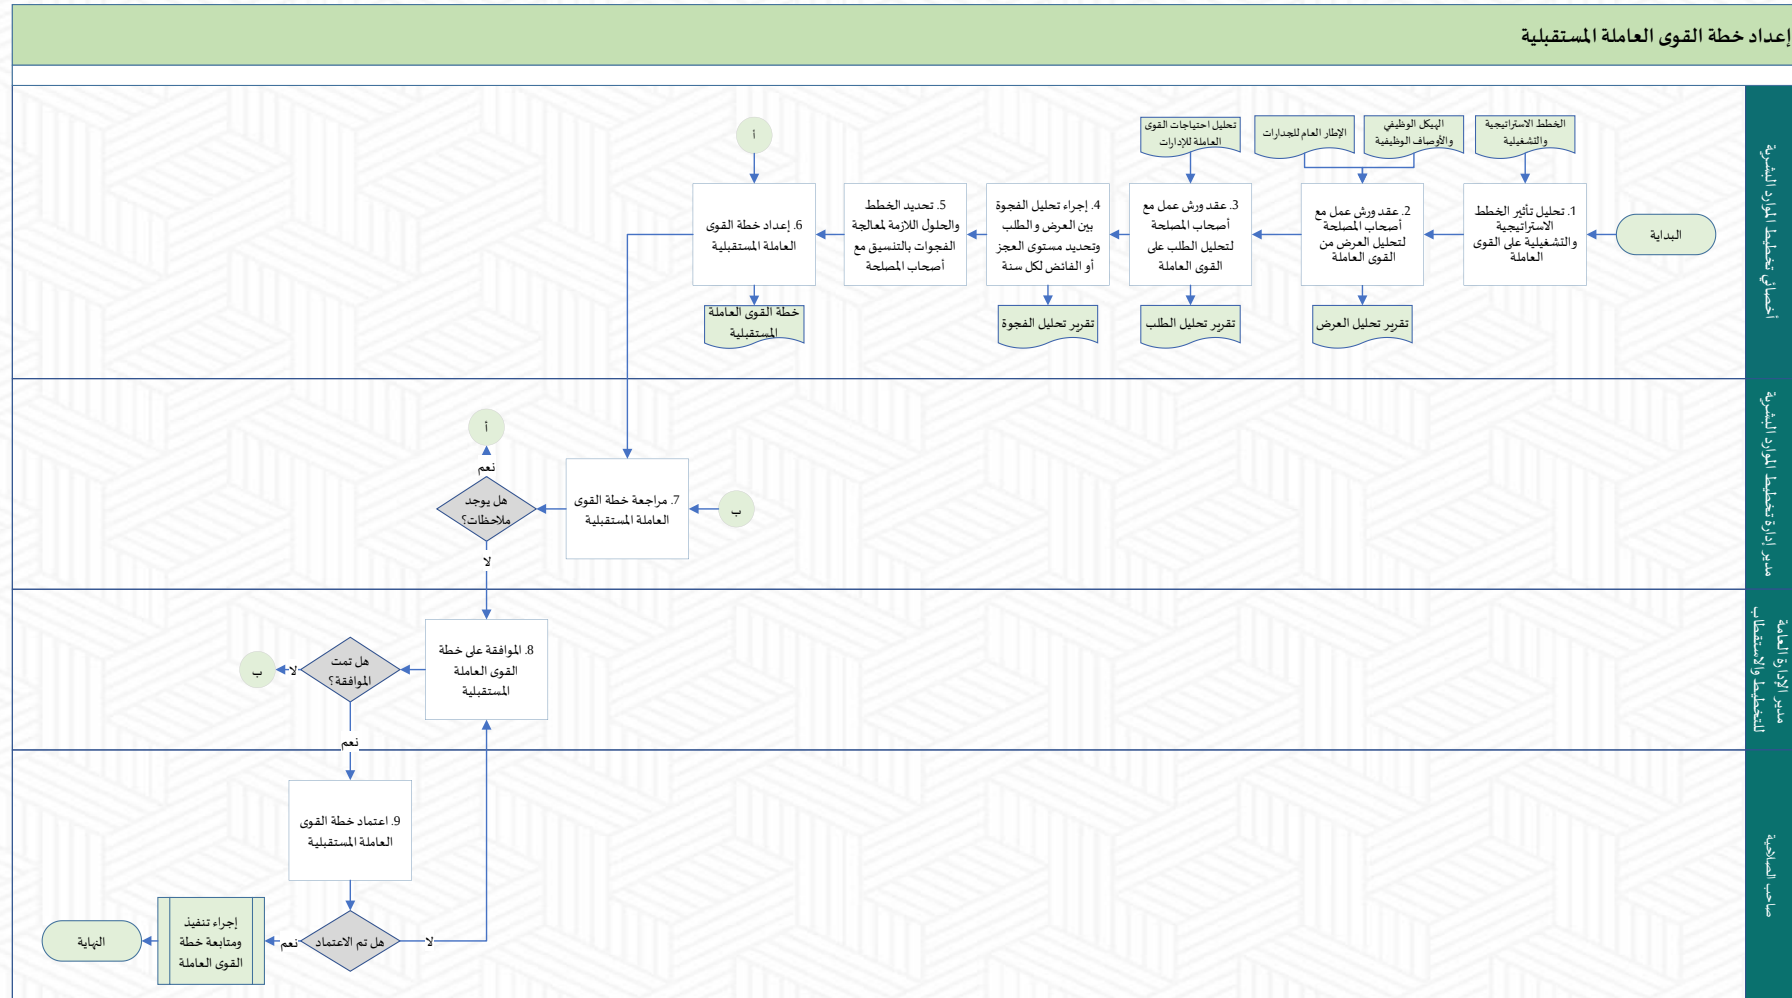 إعداد خطة القوى العاملة المستقبلية
أخصائي تخطيط الموارد البشرية
الخطط الاستراتيجية
والتشغيلية
الهيكل الوظيفي
والأوصاف الوظيفية
الإطار العام للجدارات
تحليل احتياجات القوى
العاملة للإدارات
أ
البداية
1. تحليل تأثير الخطط
الاستراتيجية
والتشغيلية على القوى
العاملة
2. عقد ورش عمل مع
أصحاب المصلحة
لتحليل العرض من
القوى العاملة
3. عقد ورش عمل مع
أصحاب المصلحة
لتحليل الطلب على
القوى العاملة
4. إجراء تحليل الفجوة
بين العرض والطلب
وتحديد مستوى العجز
أو الفائض لكل سنة
5. تحديد الخطط
والحلول اللازمة لمعالجة
الفجوات بالتنسيق مع
أصحاب المصلحة
6. إعداد خطة القوى
العاملة المستقبلية
تقرير تحليل العرض
تقرير تحليل الطلب
تقرير تحليل الفجوة
خطة القوى العاملة
المستقبلية
مدير إدارة تخطيط الموارد البشرية
أ
نعم
ب
7. مراجعة خطة القوى
العاملة المستقبلية
هل يوجد
ملاحظات؟
لا
مدير الإدارة العامة
للتخطيط والاستقطاب
8. الموافقة على خطة
القوى العاملة
المستقبلية
هل تمت
الموافقة؟
لا
ب
نعم
صاحب الصلاحية
9. اعتماد خطة القوى
العاملة المستقبلية
لا
هل تم الاعتماد
نعم
إجراء تنفيذ
ومتابعة خطة
القوى العاملة
النهاية